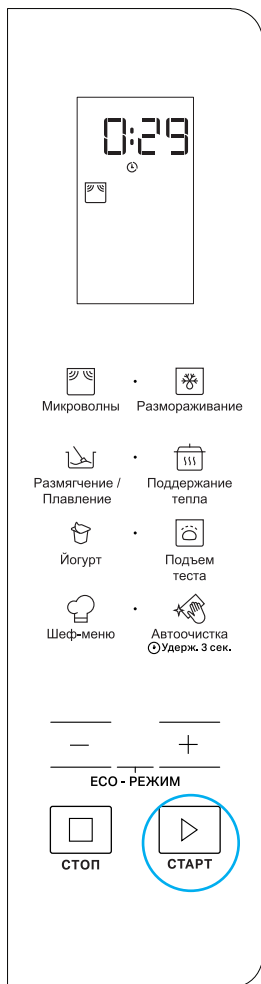 0:29
Микроволны Размораживание
Размягчение / Поддержание
Плавление тепла
Йогурт Подъем
теста
Шеф-меню Автоочистка
Удерж. 3 сек.
− +
ECO - РЕЖИМ
СТОП СТАРТ